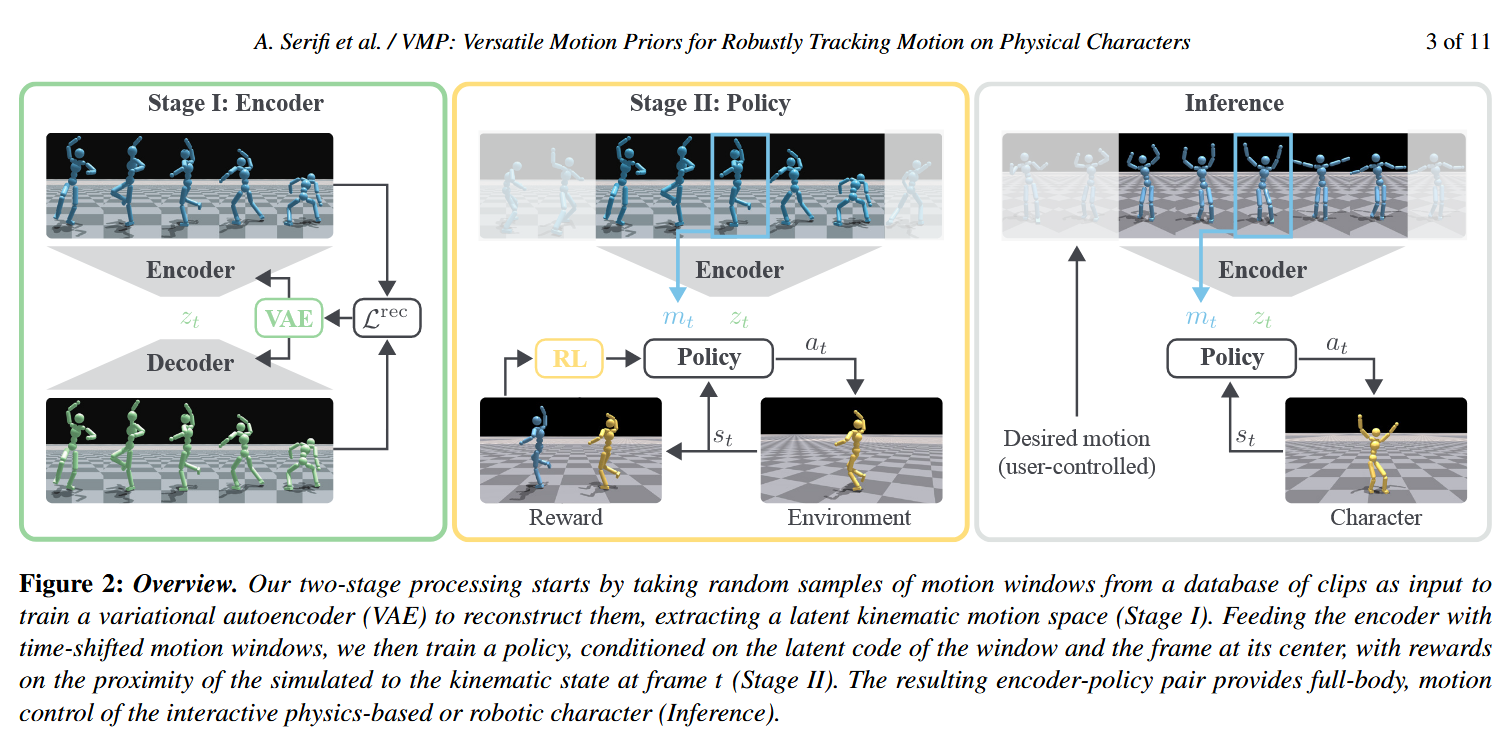 A. Serifi et al. / VMP: Versatile Motion Priors for Robustly Tracking Motion on Physical Characters
3 of 11
Stage I: Encoder
Encoder
z_t
VAE
ℒ^rec
Decoder
Stage II: Policy
Encoder
m_t
z_t
RL
Policy
a_t
s_t
Reward
Environment
Inference
Encoder
m_t
z_t
Policy
a_t
Desired motion
(user-controlled)
s_t
Character
Figure 2: Overview. Our two-stage processing starts by taking random samples of motion windows from a database of clips as input to
train a variational autoencoder (VAE) to reconstruct them, extracting a latent kinematic motion space (Stage I). Feeding the encoder with
time-shifted motion windows, we then train a policy, conditioned on the latent code of the window and the frame at its center, with rewards
on the proximity of the simulated to the kinematic state at frame t (Stage II). The resulting encoder-policy pair provides full-body, motion
control of the interactive physics-based or robotic character (Inference).